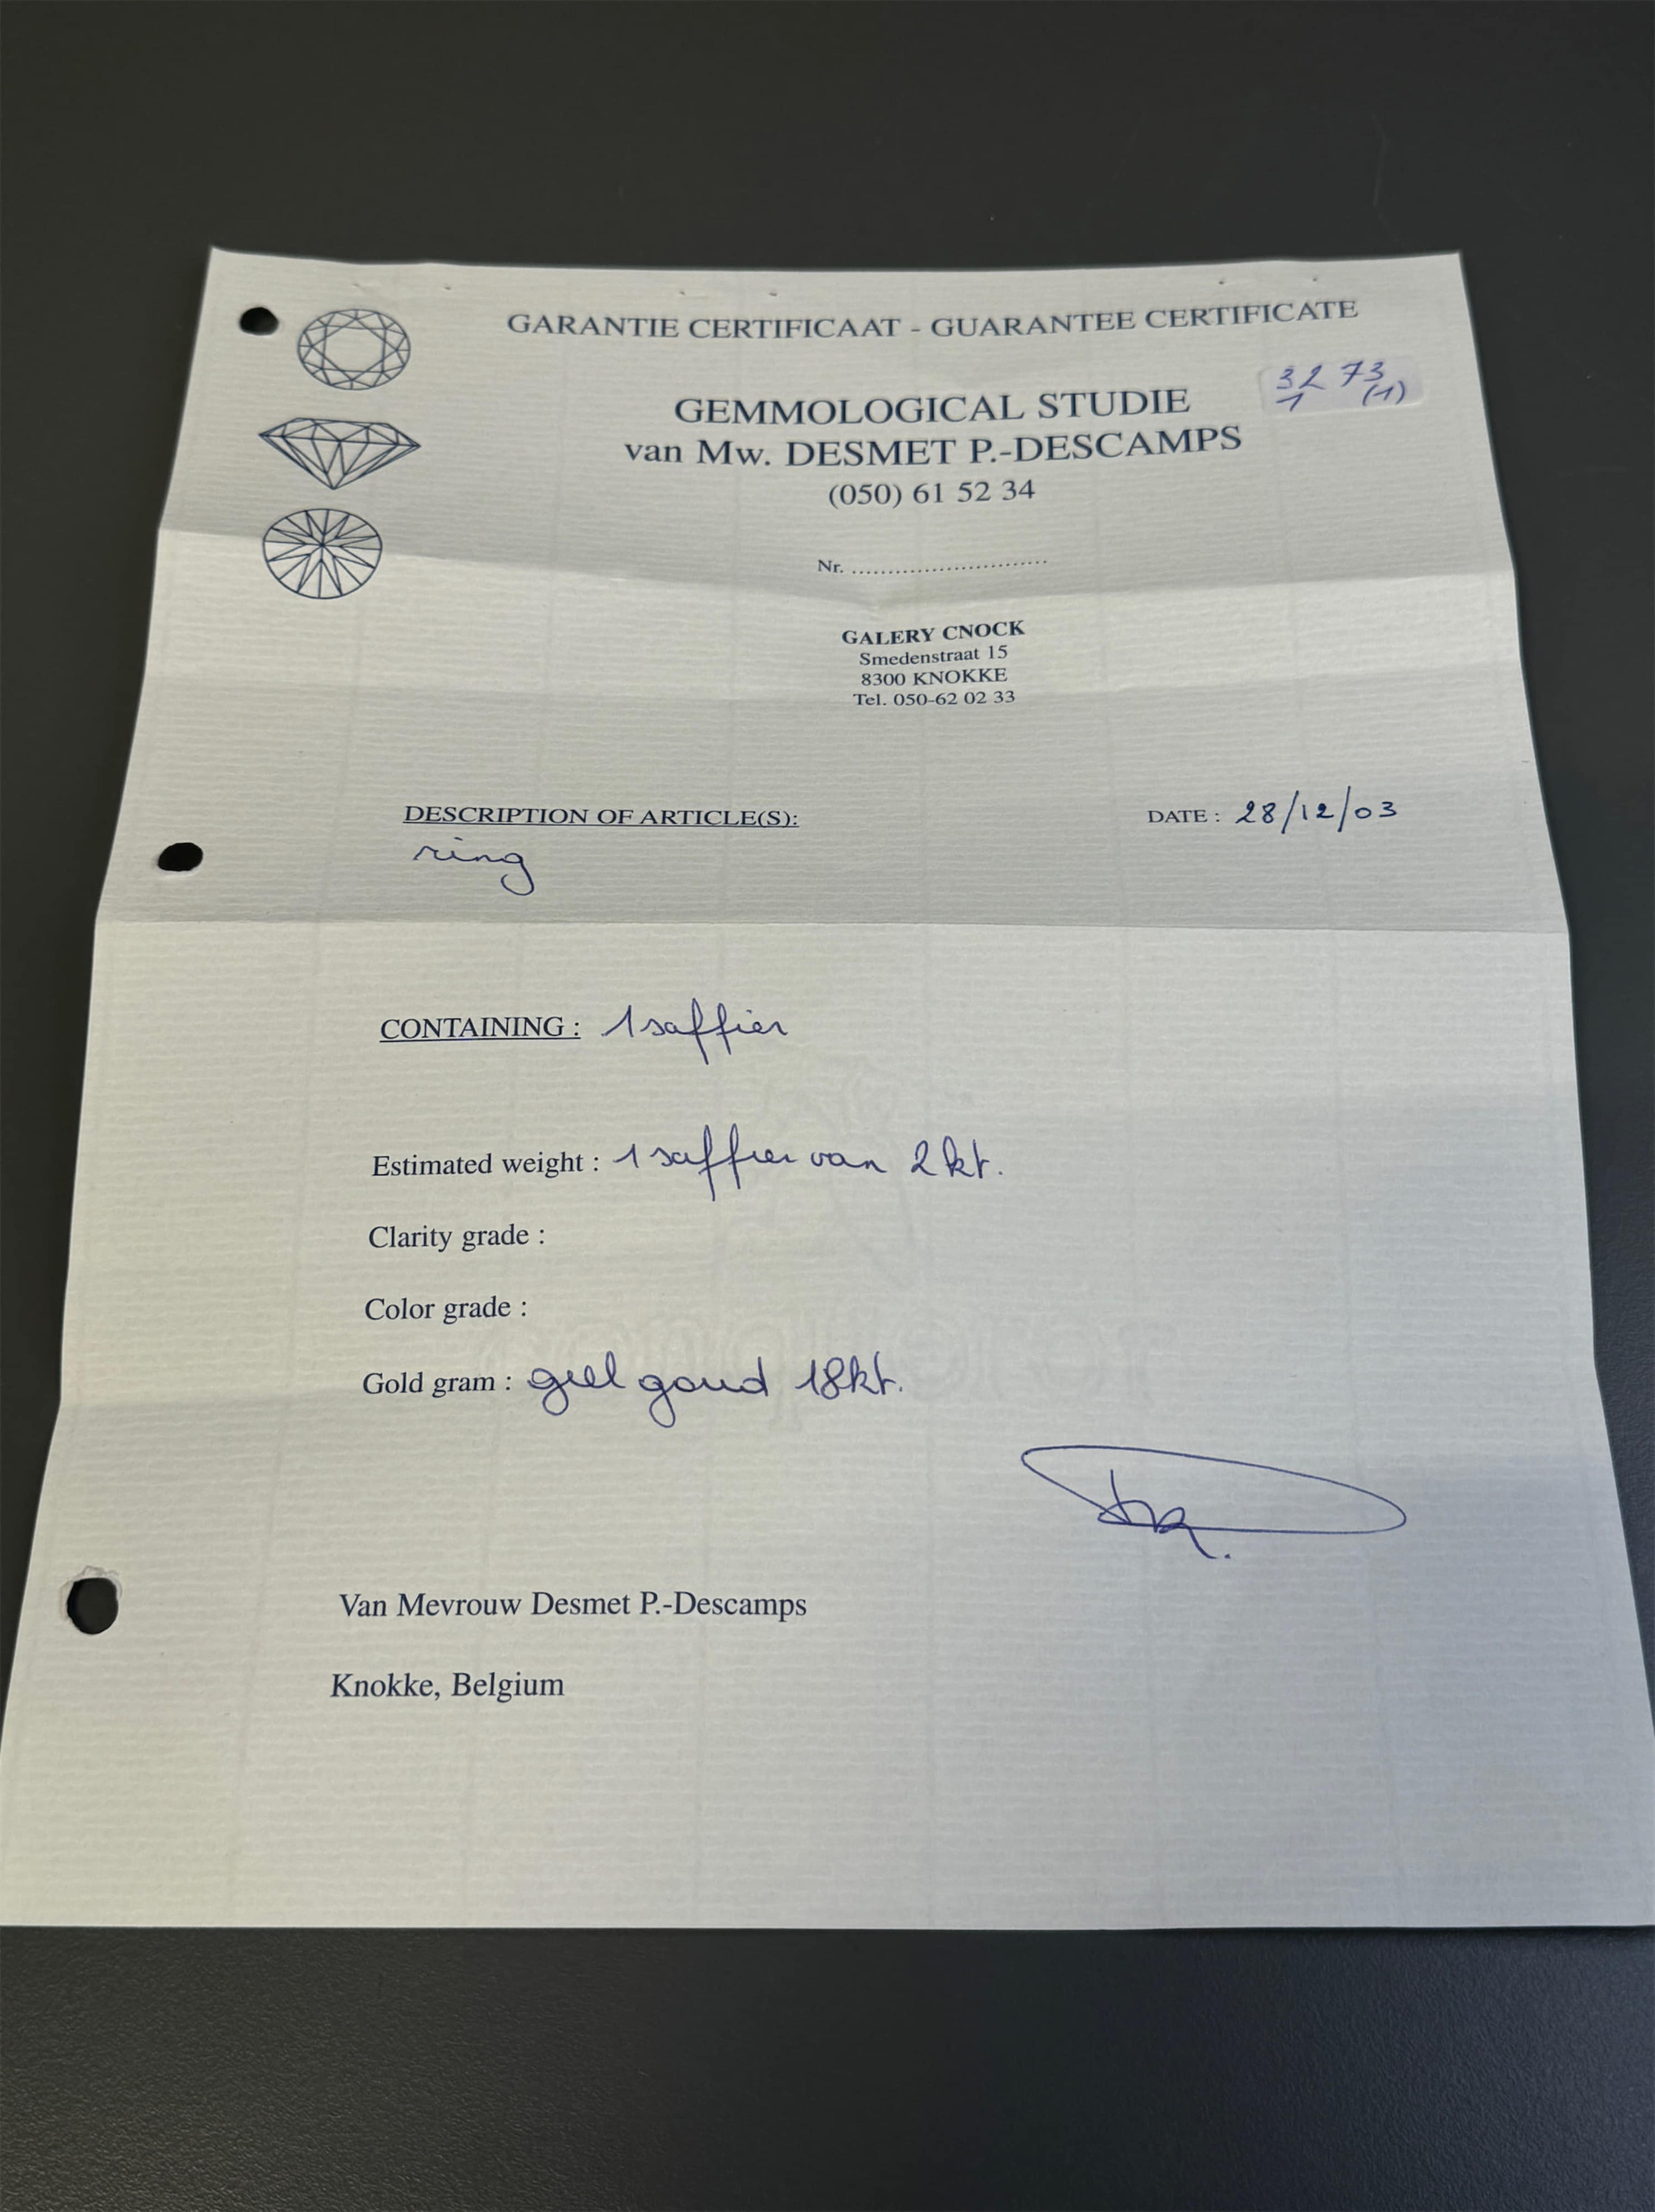 GARANTIE CERTIFICAAT - GUARANTEE CERTIFICATE
3273
1 (1)
GEMMOLOGICAL STUDIE
van Mw. DESMET P.-DESCAMPS
(050) 61 52 34
Nr. ...........................
GALERY CNOCK
Smedenstraat 15
8300 KNOKKE
Tel. 050-62 02 33
DESCRIPTION OF ARTICLE(S):
DATE : 28/12/03
ring
CONTAINING : 1 saffier
Estimated weight : 1 saffier van 2kt.
Clarity grade :
Color grade :
Gold gram : geel goud 18kt.
Van Mevrouw Desmet P.-Descamps
Knokke, Belgium